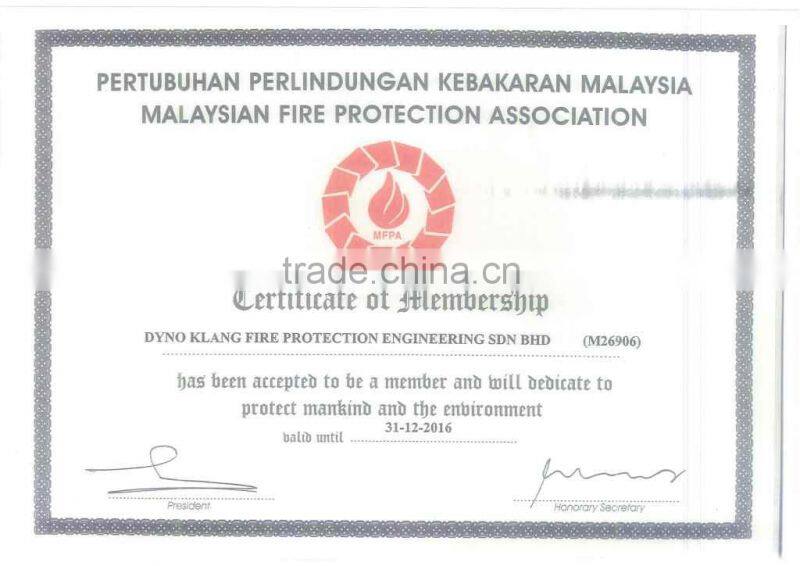 PERTUBUHAN PERLINDUNGAN KEBAKARAN MALAYSIA
MALAYSIAN FIRE PROTECTION ASSOCIATION
MFPA
trade.china.cn
Certificate of Membership
DYNO KLANG FIRE PROTECTION ENGINEERING SDN BHD (M26906)
has been accepted to be a member and will dedicate to
protect mankind and the environment
valid until 31-12-2016
President
Honorary Secretary